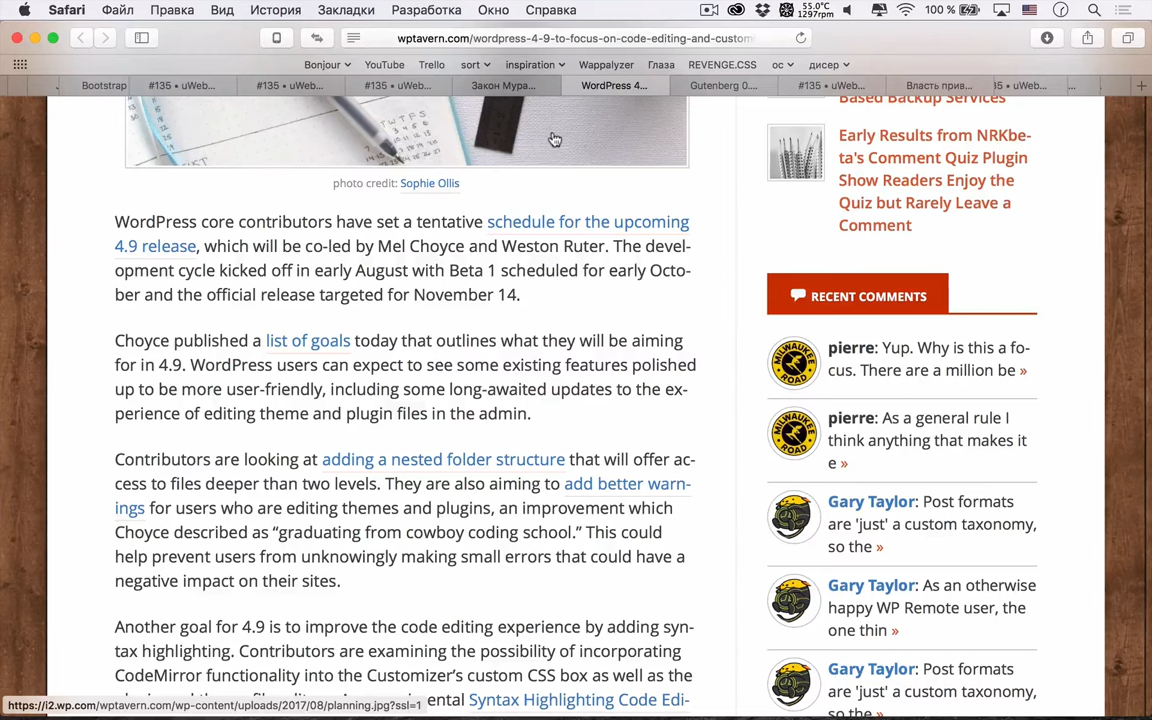 Safari Файл Правка Вид История Закладки Разработка Окно Справка 55.0°C 1297rpm 100 %
wptavern.com/wordpress-4-9-to-focus-on-code-editing-and-custom
Bonjour YouTube Trello sort inspiration Wappalyzer Глаза REVENGE.CSS ос дисер
Bootstrap #135 • uWeb... #135 • uWeb... #135 • uWeb... Закон Мура... WordPress 4... Gutenberg 0.... #135 • uWeb... Власть прив... 35 • uWeb...
photo credit: Sophie Ollis
WordPress core contributors have set a tentative schedule for the upcoming
4.9 release, which will be co-led by Mel Choyce and Weston Ruter. The devel-
opment cycle kicked off in early August with Beta 1 scheduled for early Octo-
ber and the official release targeted for November 14.
Choyce published a list of goals today that outlines what they will be aiming
for in 4.9. WordPress users can expect to see some existing features polished
up to be more user-friendly, including some long-awaited updates to the ex-
perience of editing theme and plugin files in the admin.
Contributors are looking at adding a nested folder structure that will offer ac-
cess to files deeper than two levels. They are also aiming to add better warn-
ings for users who are editing themes and plugins, an improvement which
Choyce described as “graduating from cowboy coding school.” This could
help prevent users from unknowingly making small errors that could have a
negative impact on their sites.
Another goal for 4.9 is to improve the code editing experience by adding syn-
tax highlighting. Contributors are examining the possibility of incorporating
CodeMirror functionality into the Customizer’s custom CSS box as well as the
Syntax Highlighting Code Edi-
Based Backup Services
Early Results from NRKbe-
ta's Comment Quiz Plugin
Show Readers Enjoy the
Quiz but Rarely Leave a
Comment
RECENT COMMENTS
pierre: Yup. Why is this a fo-
cus. There are a million be »
pierre: As a general rule I
think anything that makes it
e »
Gary Taylor: Post formats
are 'just' a custom taxonomy,
so the »
Gary Taylor: As an otherwise
happy WP Remote user, the
one thin »
Gary Taylor: Post formats
are 'just' a custom taxonomy,
so the »
https://i2.wp.com/wptavern.com/wp-content/uploads/2017/08/planning.jpg?ssl=1